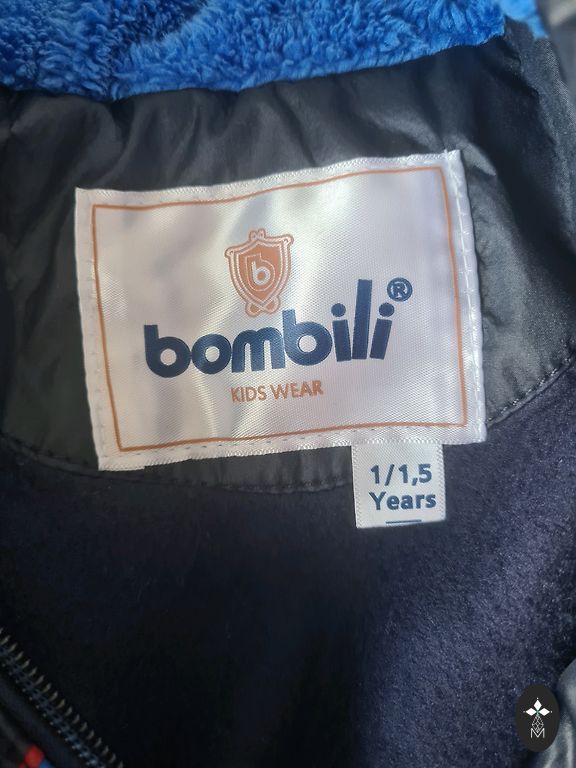 b
bombili®
KIDS WEAR
1/1,5
Years
M